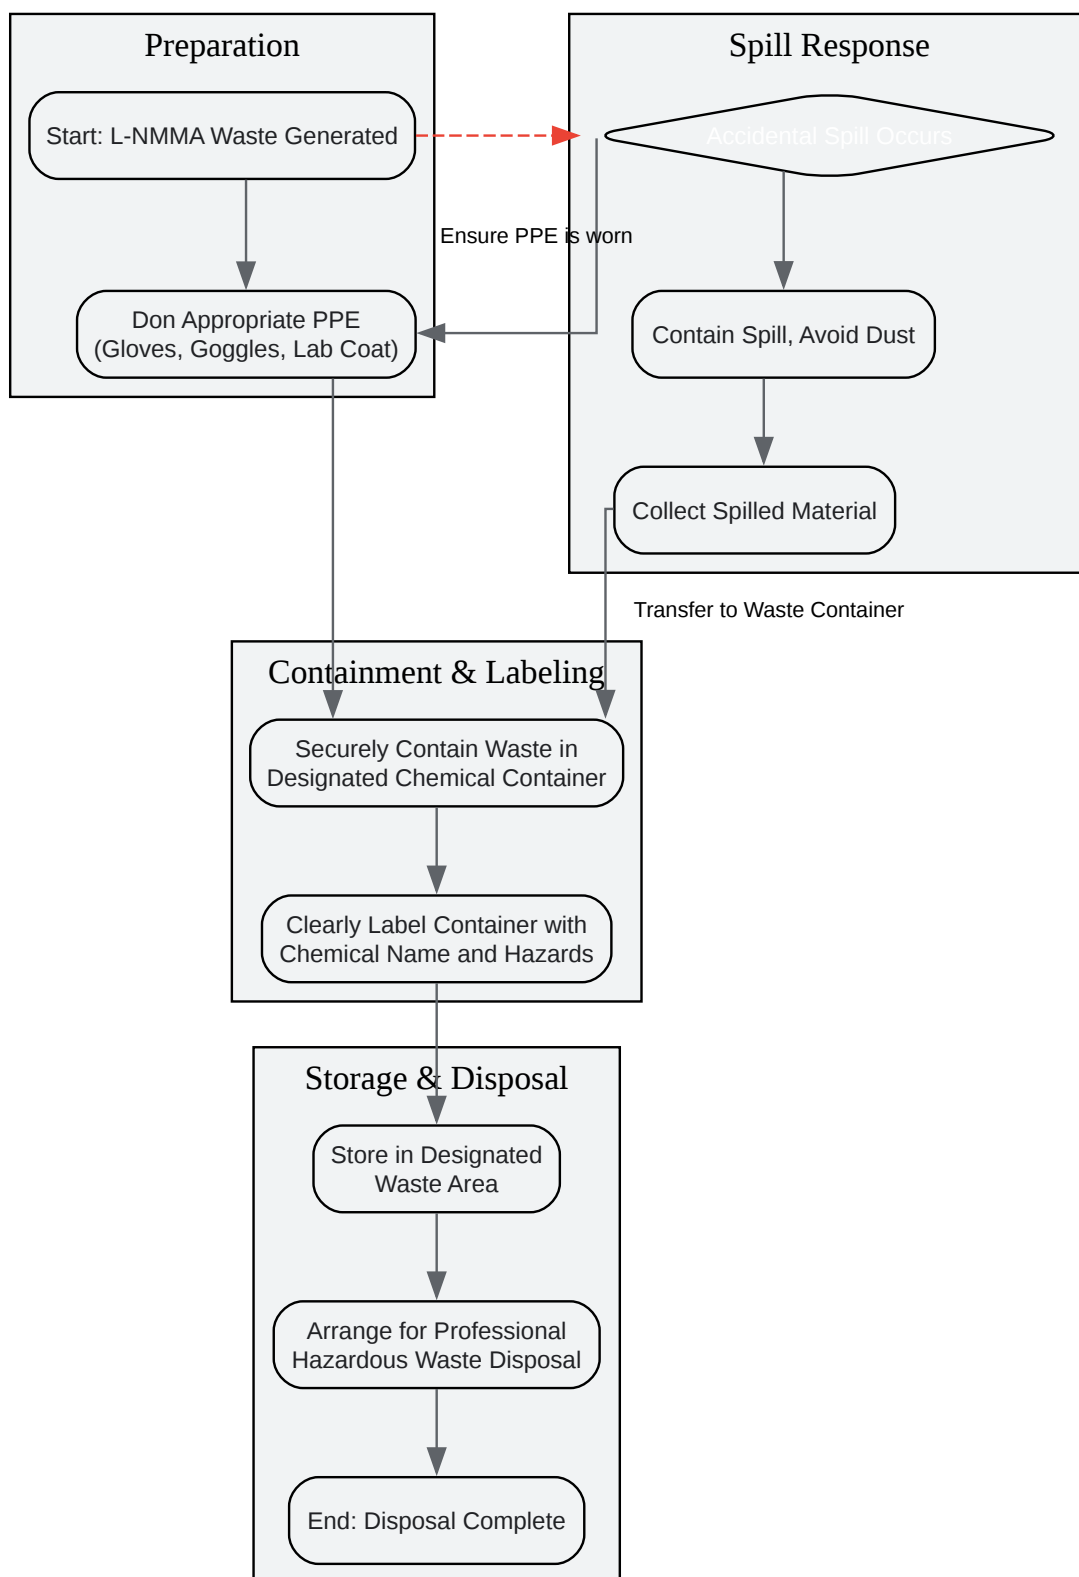 Preparation
Start: L-NMMA Waste Generated
Don Appropriate PPE
(Gloves, Goggles, Lab Coat)
Spill Response
Accidental Spill Occurs
Ensure PPE is worn
Contain Spill, Avoid Dust
Collect Spilled Material
Transfer to Waste Container
Containment & Labeling
Securely Contain Waste in
Designated Chemical Container
Clearly Label Container with
Chemical Name and Hazards
Storage & Disposal
Store in Designated
Waste Area
Arrange for Professional
Hazardous Waste Disposal
End: Disposal Complete